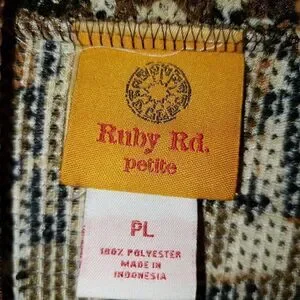 Ruby Rd.
petite
PL
100% POLYESTER
MADE IN
INDONESIA